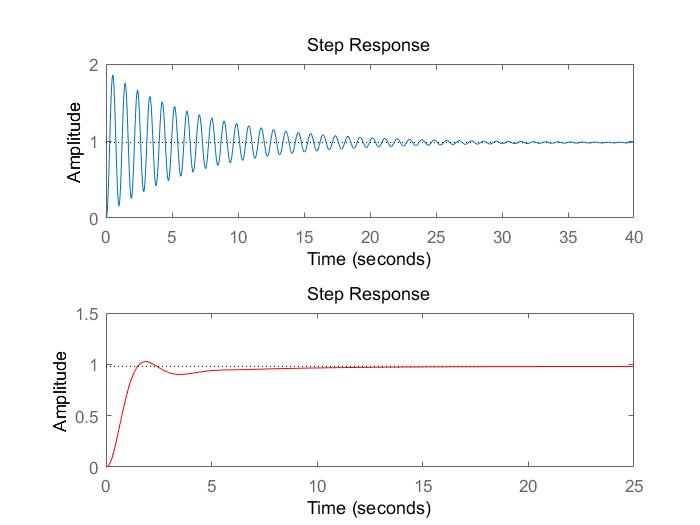 Step Response
2
1
0
Amplitude
0 5 10 15 20 25 30 35 40
Time (seconds)
Step Response
1.5
1
0.5
0
Amplitude
0 5 10 15 20 25
Time (seconds)